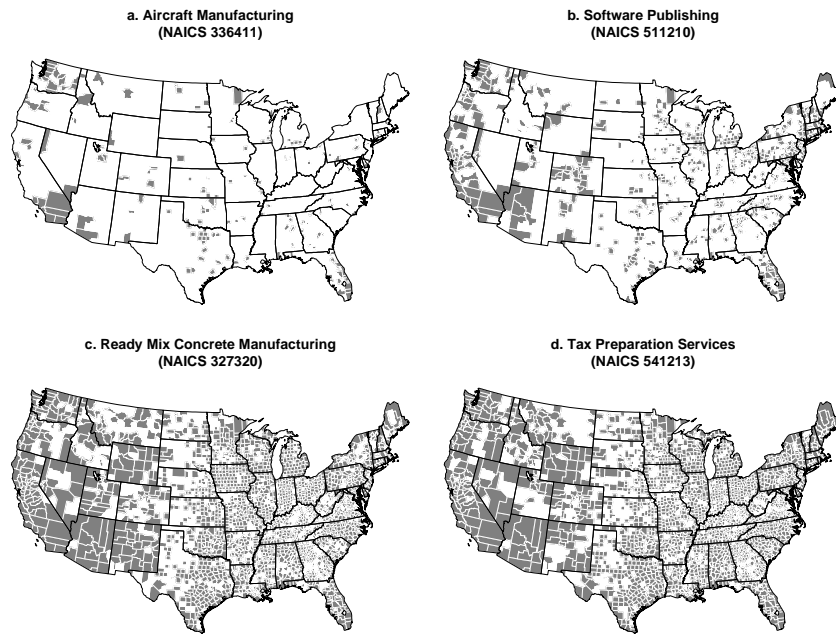 a. Aircraft Manufacturing
(NAICS 336411)
b. Software Publishing
(NAICS 511210)
c. Ready Mix Concrete Manufacturing
(NAICS 327320)
d. Tax Preparation Services
(NAICS 541213)